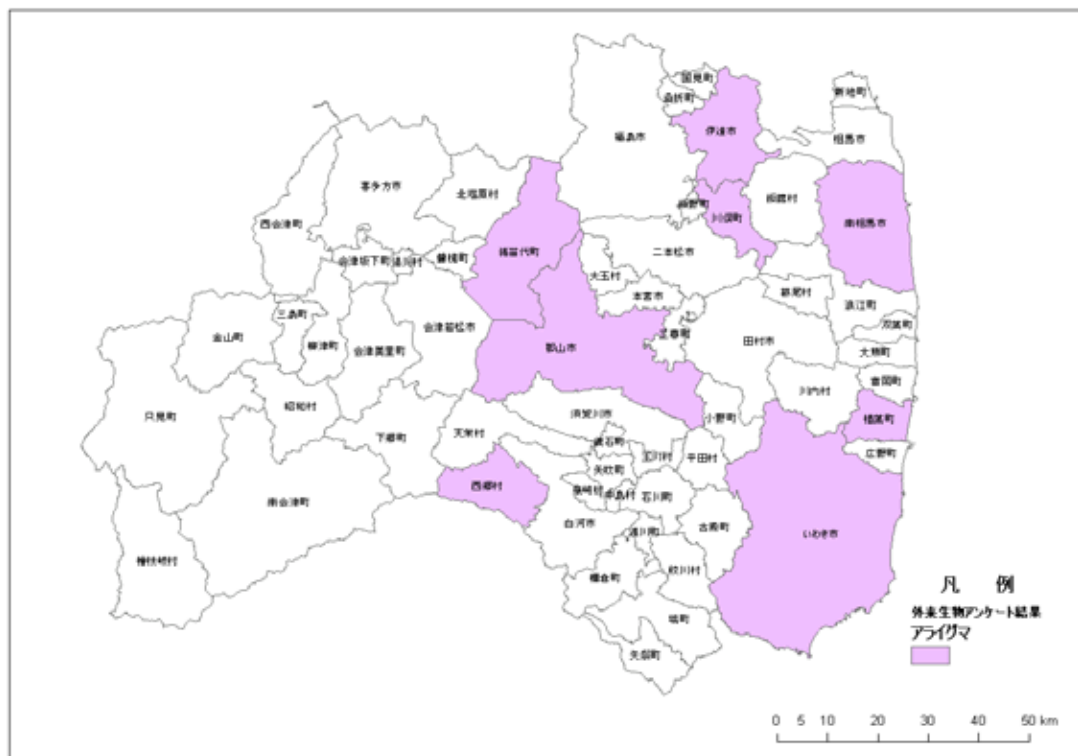 国見町
桑折町
新地町
伊達市
福島市
相馬市
喜多方市
北塩原村
飯舘村
川俣町
南相馬市
西会津町
猪苗代町
二本松市
会津坂下町
湯川村
磐梯町
大玉村
葛尾村
本宮市
浪江町
三島町
双葉町
金山町
柳津町
会津若松市
三春町
郡山市
田村市
大熊町
会津美里町
富岡町
川内村
昭和村
只見町
須賀川市
小野町
楢葉町
下郷町
天栄村
鏡石町
玉川村
平田村
広野町
矢吹町
西郷村
泉崎村
中島村
石川町
南会津町
白河市
古殿町
いわき市
浅川町
檜枝岐村
棚倉町
鮫川村
塙町
矢祭町
凡 例
外来生物アンケート結果
アライグマ
0 5 10 20 30 40 50 km